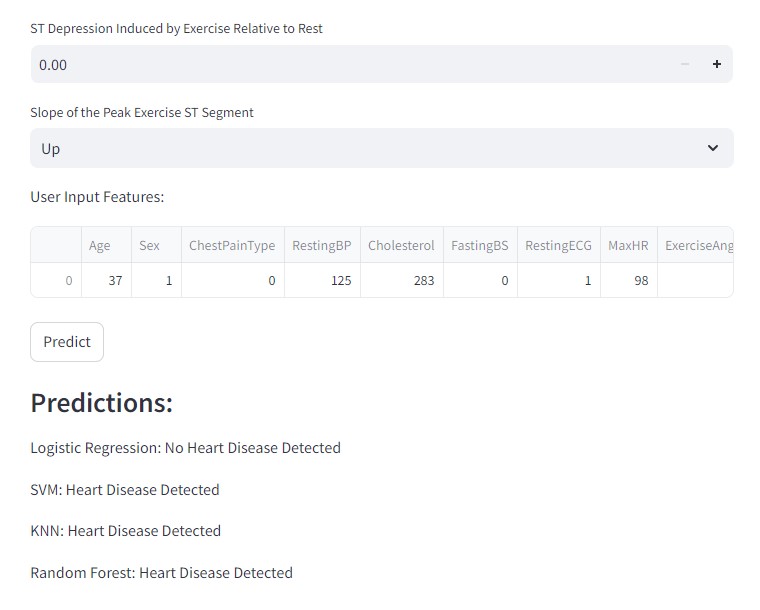 ST Depression Induced by Exercise Relative to Rest
0.00
Slope of the Peak Exercise ST Segment
Up
User Input Features:
Age Sex ChestPainType RestingBP Cholesterol FastingBS RestingECG MaxHR ExerciseAng
0 37 1 0 125 283 0 1 98
Predict
Predictions:
Logistic Regression: No Heart Disease Detected
SVM: Heart Disease Detected
KNN: Heart Disease Detected
Random Forest: Heart Disease Detected